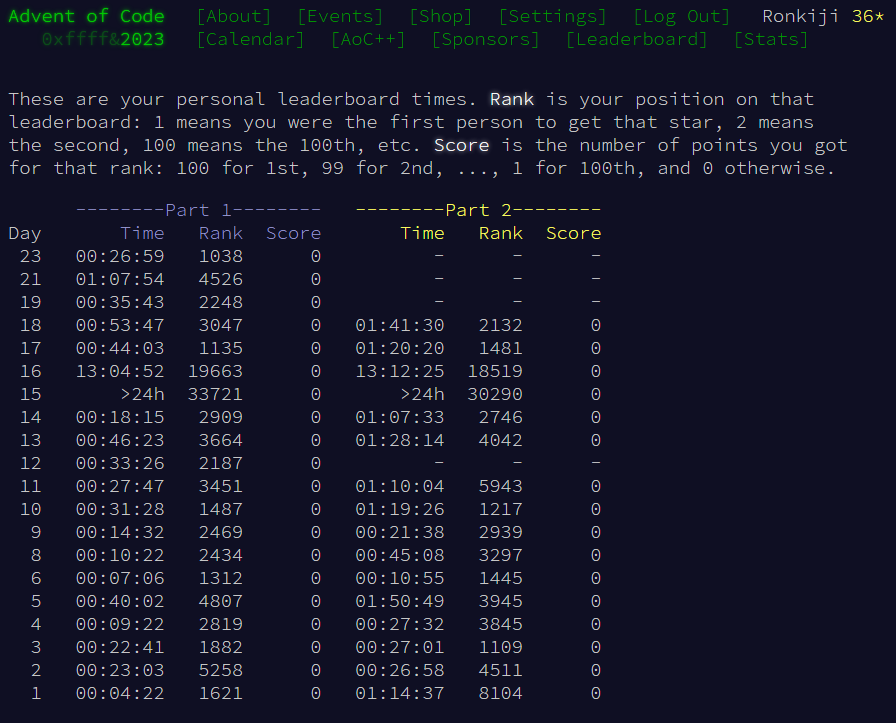 Advent of Code [About] [Events] [Shop] [Settings] [Log Out] Ronkiji 36*
0xffff&2023 [Calendar] [AoC++] [Sponsors] [Leaderboard] [Stats]
These are your personal leaderboard times. Rank is your position on that
leaderboard: 1 means you were the first person to get that star, 2 means
the second, 100 means the 100th, etc. Score is the number of points you got
for that rank: 100 for 1st, 99 for 2nd, ..., 1 for 100th, and 0 otherwise.
--------Part 1-------- --------Part 2--------
Day Time Rank Score Time Rank Score
23 00:26:59 1038 0 - - -
21 01:07:54 4526 0 - - -
19 00:35:43 2248 0 - - -
18 00:53:47 3047 0 01:41:30 2132 0
17 00:44:03 1135 0 01:20:20 1481 0
16 13:04:52 19663 0 13:12:25 18519 0
15 >24h 33721 0 >24h 30290 0
14 00:18:15 2909 0 01:07:33 2746 0
13 00:46:23 3664 0 01:28:14 4042 0
12 00:33:26 2187 0 - - -
11 00:27:47 3451 0 01:10:04 5943 0
10 00:31:28 1487 0 01:19:26 1217 0
9 00:14:32 2469 0 00:21:38 2939 0
8 00:10:22 2434 0 00:45:08 3297 0
6 00:07:06 1312 0 00:10:55 1445 0
5 00:40:02 4807 0 01:50:49 3945 0
4 00:09:22 2819 0 00:27:32 3845 0
3 00:22:41 1882 0 00:27:01 1109 0
2 00:23:03 5258 0 00:26:58 4511 0
1 00:04:22 1621 0 01:14:37 8104 0